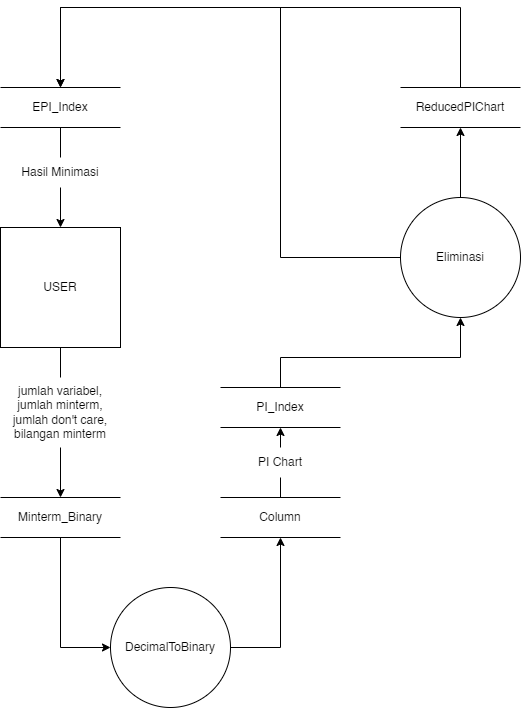 EPI_Index
ReducedPIChart
Hasil Minimasi
Eliminasi
USER
jumlah variabel,
jumlah minterm,
jumlah don't care,
bilangan minterm
PI_Index
PI Chart
Minterm_Binary
Column
DecimalToBinary